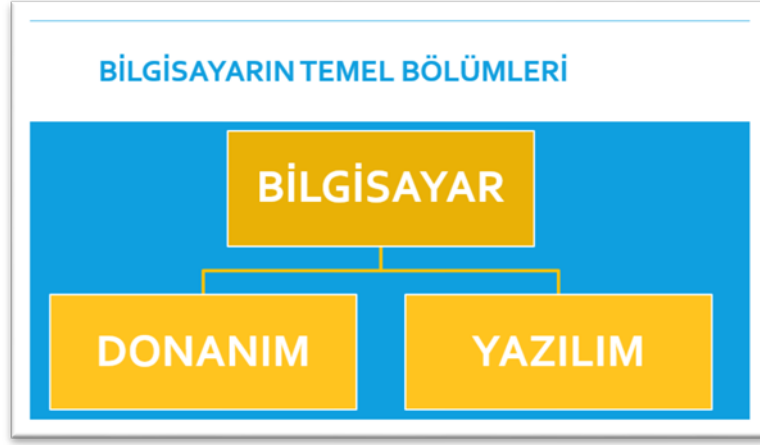 BİLGİSAYARIN TEMEL BÖLÜMLERİ
BİLGİSAYAR
DONANIM
YAZILIM